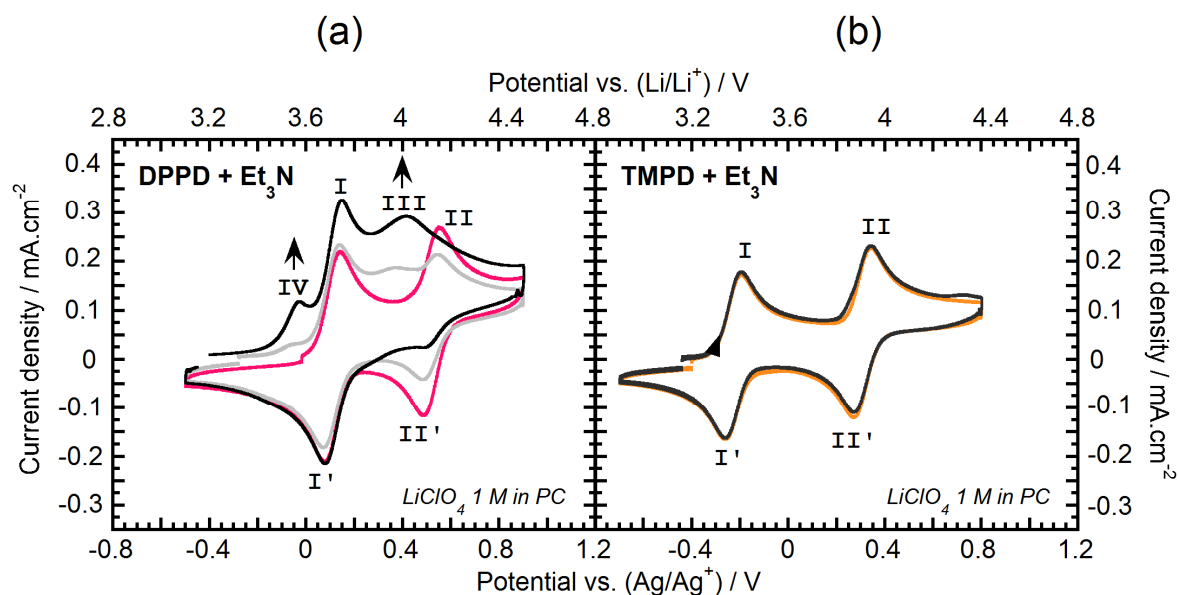 (a) (b)
Potential vs. (Li/Li⁺) / V
2.8 3.2 3.6 4 4.4 4.8 3.2 3.6 4 4.4 4.8
DPPD + Et₃N
TMPD + Et₃N
Current density / mA.cm⁻²
0.4
0.3
0.2
0.1
0
-0.1
-0.2
-0.3
I
III
II
IV
I'
II'
LiClO₄ 1 M in PC
I
II
I'
II'
LiClO₄ 1 M in PC
0.4
0.3
0.2
0.1
0
-0.1
-0.2
-0.3
Current density / mA.cm⁻²
-0.8 -0.4 0 0.4 0.8 1.2 -0.4 0 0.4 0.8 1.2
Potential vs. (Ag/Ag⁺) / V